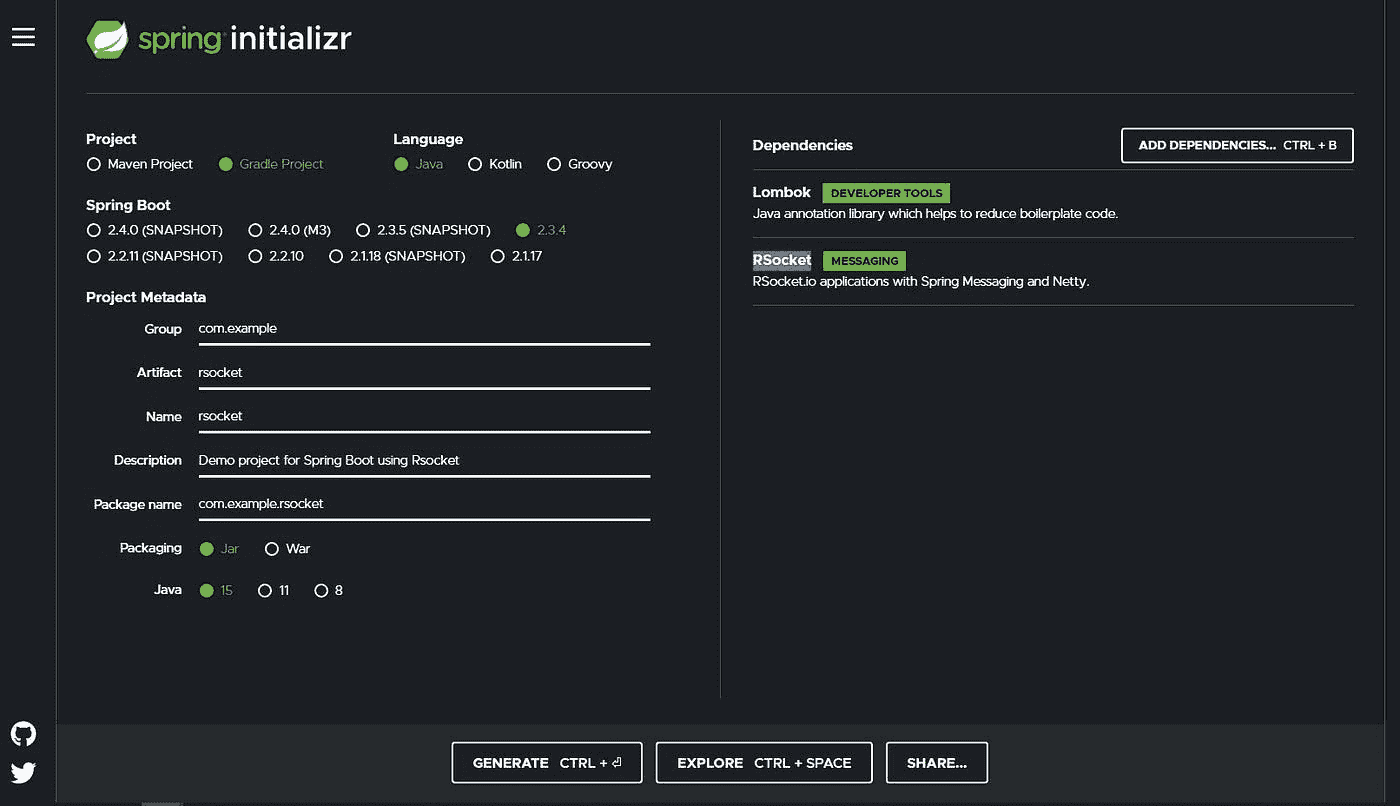 spring initializr
Project
Maven Project Gradle Project
Language
Java Kotlin Groovy
Spring Boot
2.4.0 (SNAPSHOT) 2.4.0 (M3) 2.3.5 (SNAPSHOT) 2.3.4
2.2.11 (SNAPSHOT) 2.2.10 2.1.18 (SNAPSHOT) 2.1.17
Project Metadata
Group com.example
Artifact rsocket
Name rsocket
Description Demo project for Spring Boot using Rsocket
Package name com.example.rsocket
Packaging Jar War
Java 15 11 8
Dependencies ADD DEPENDENCIES... CTRL + B
Lombok DEVELOPER TOOLS
Java annotation library which helps to reduce boilerplate code.
RSocket MESSAGING
RSocket.io applications with Spring Messaging and Netty.
GENERATE CTRL + ⏎ EXPLORE CTRL + SPACE SHARE...